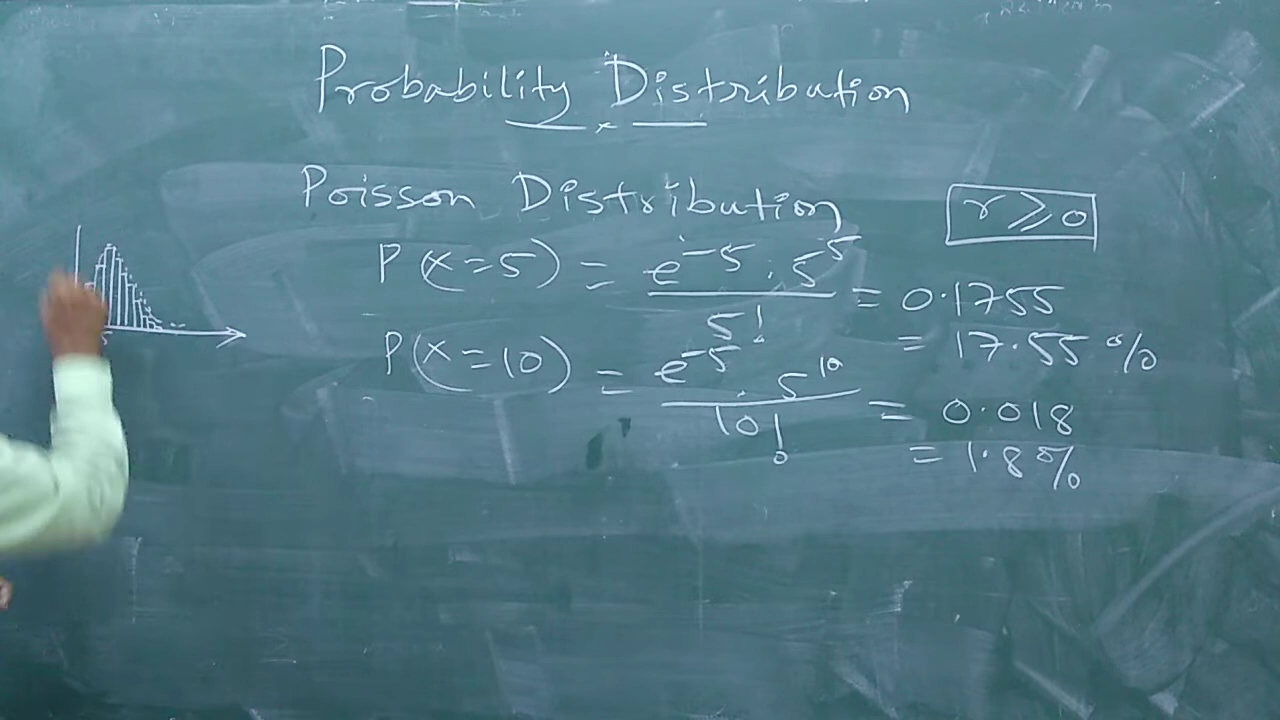 Probability Distribution
Poisson Distribution
r ⩾ 0
P(x=5) = e^-5 . 5^5 / 5! = 0.1755
= 17.55 %
P(x=10) = e^-5 . 5^10 / 10! = 0.018
= 1.8%